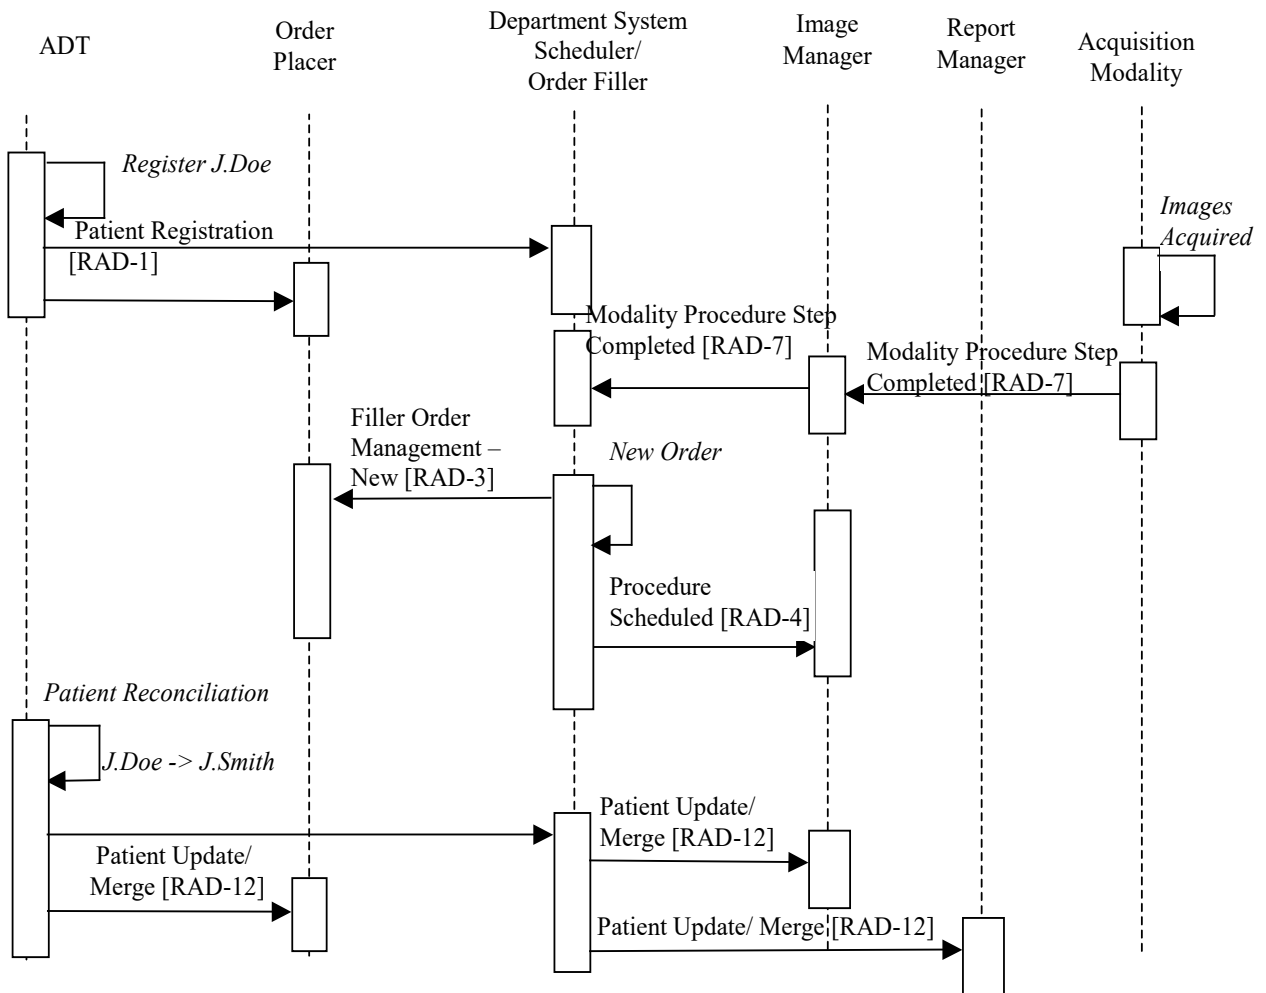 ADT
Order
Placer
Department System
Scheduler/
Order Filler
Image
Manager
Report
Manager
Acquisition
Modality
Register J.Doe
Images
Acquired
Patient Registration
[RAD-1]
Modality Procedure Step
Completed [RAD-7]
Modality Procedure Step
Completed [RAD-7]
Filler Order
Management –
New [RAD-3]
New Order
Procedure
Scheduled [RAD-4]
Patient Reconciliation
J.Doe -> J.Smith
Patient Update/
Merge [RAD-12]
Patient Update/
Merge [RAD-12]
Patient Update/ Merge [RAD-12]